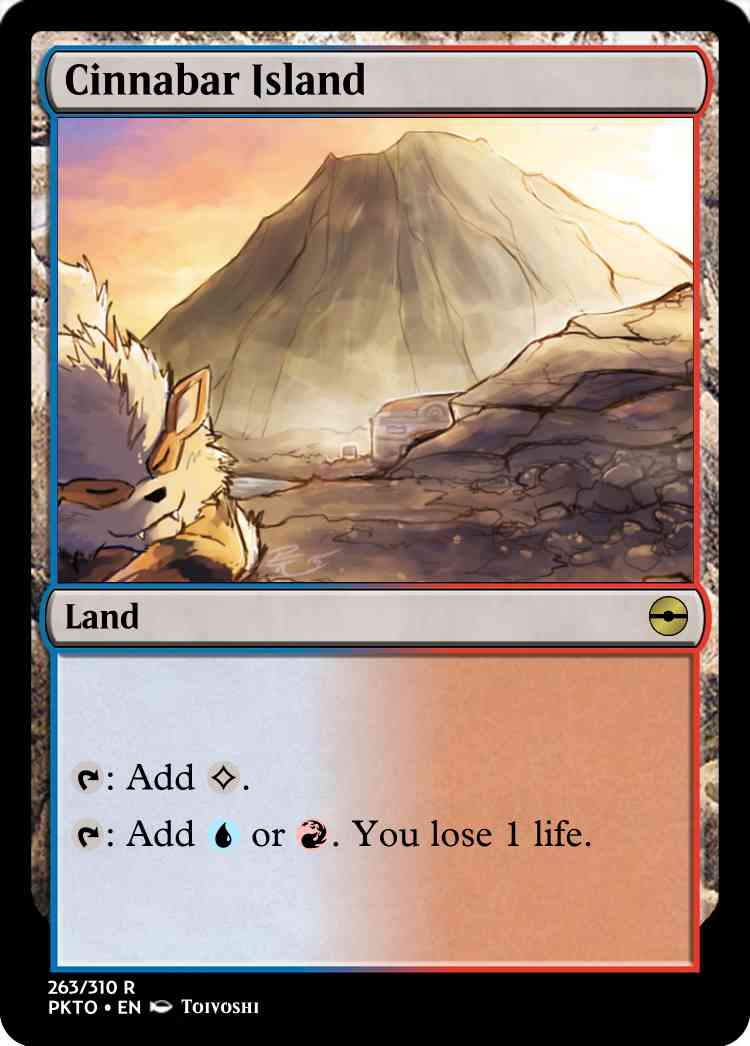 Cinnabar Island
Land
: Add .
: Add or . You lose 1 life.
263/310 R
PKTO • EN Toivoshi